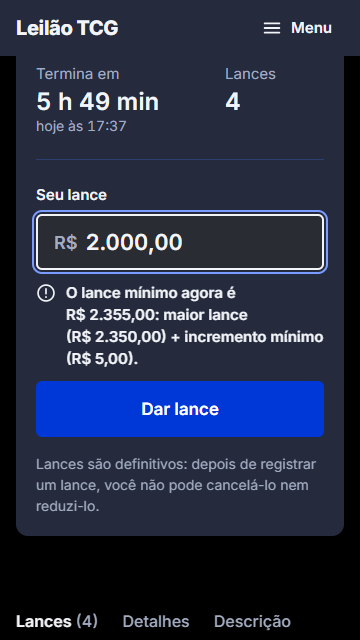 Leilão TCG
Menu
Termina em
Lances
5 h 49 min
4
hoje às 17:37
Seu lance
R$ 2.000,00
O lance mínimo agora é
R$ 2.355,00: maior lance
(R$ 2.350,00) + incremento mínimo
(R$ 5,00).
Dar lance
Lances são definitivos: depois de registrar
um lance, você não pode cancelá-lo nem
reduzi-lo.
Lances (4)
Detalhes
Descrição